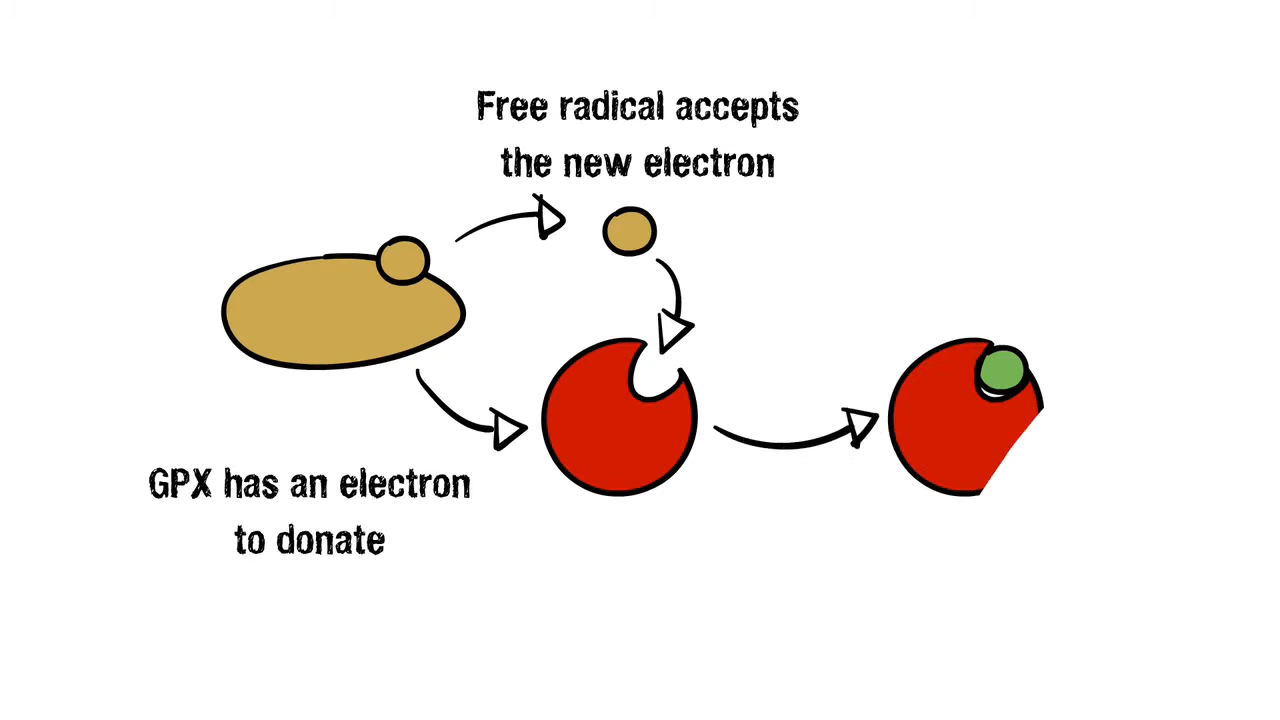 Free radical accepts
the new electron
GPX has an electron
to donate